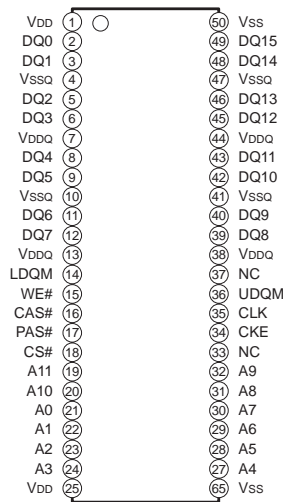 VDD 1 50 VSS
DQ0 2 49 DQ15
DQ1 3 48 DQ14
VSSQ 4 47 VSSQ
DQ2 5 46 DQ13
DQ3 6 45 DQ12
VDDQ 7 44 VDDQ
DQ4 8 43 DQ11
DQ5 9 42 DQ10
VSSQ 10 41 VSSQ
DQ6 11 40 DQ9
DQ7 12 39 DQ8
VDDQ 13 38 VDDQ
LDQM 14 37 NC
WE# 15 36 UDQM
CAS# 16 35 CLK
PAS# 17 34 CKE
CS# 18 33 NC
A11 19 32 A9
A10 20 31 A8
A0 21 30 A7
A1 22 29 A6
A2 23 28 A5
A3 24 27 A4
VDD 25 65 VSS